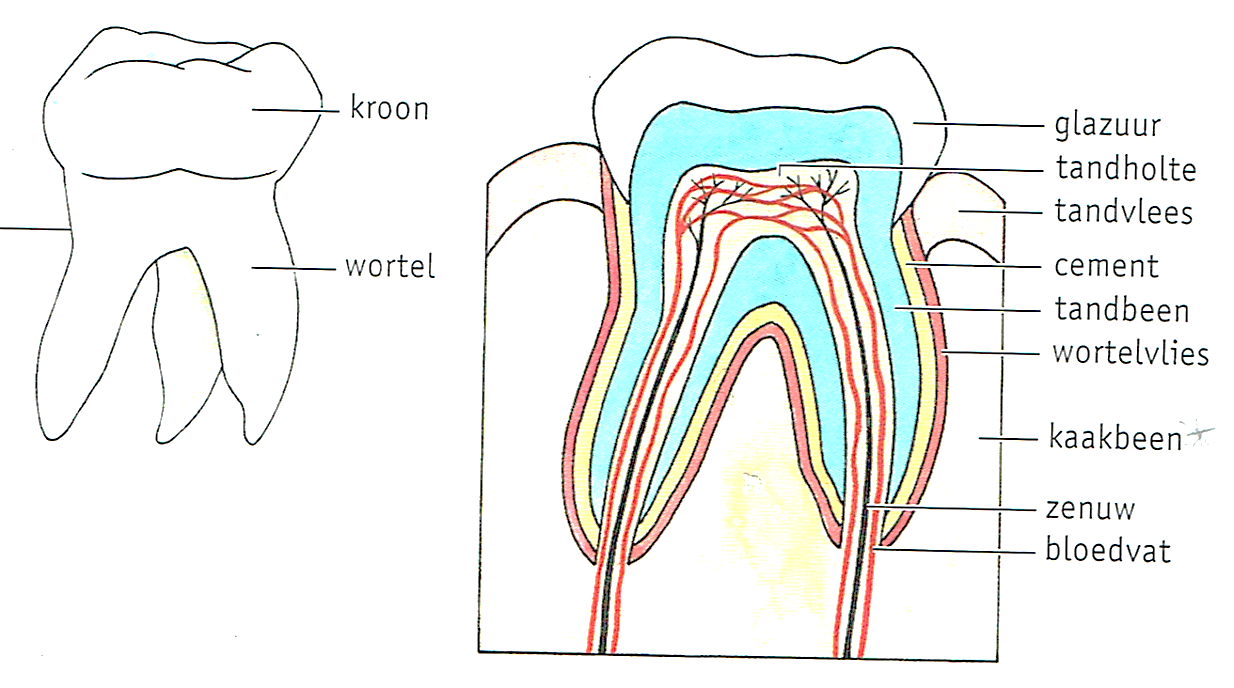 kroon
wortel
glazuur
tandholte
tandvlees
cement
tandbeen
wortelvlies
kaakbeen
zenuw
bloedvat